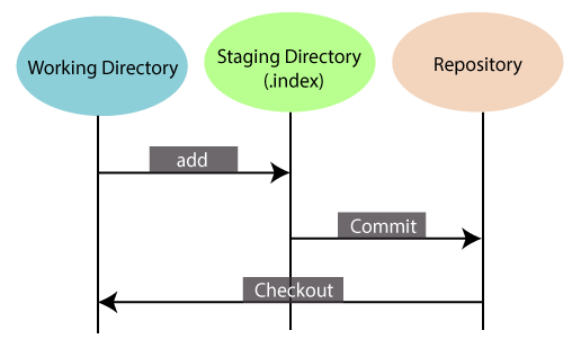 Working Directory
Staging Directory
(.index)
Repository
add
Commit
Checkout